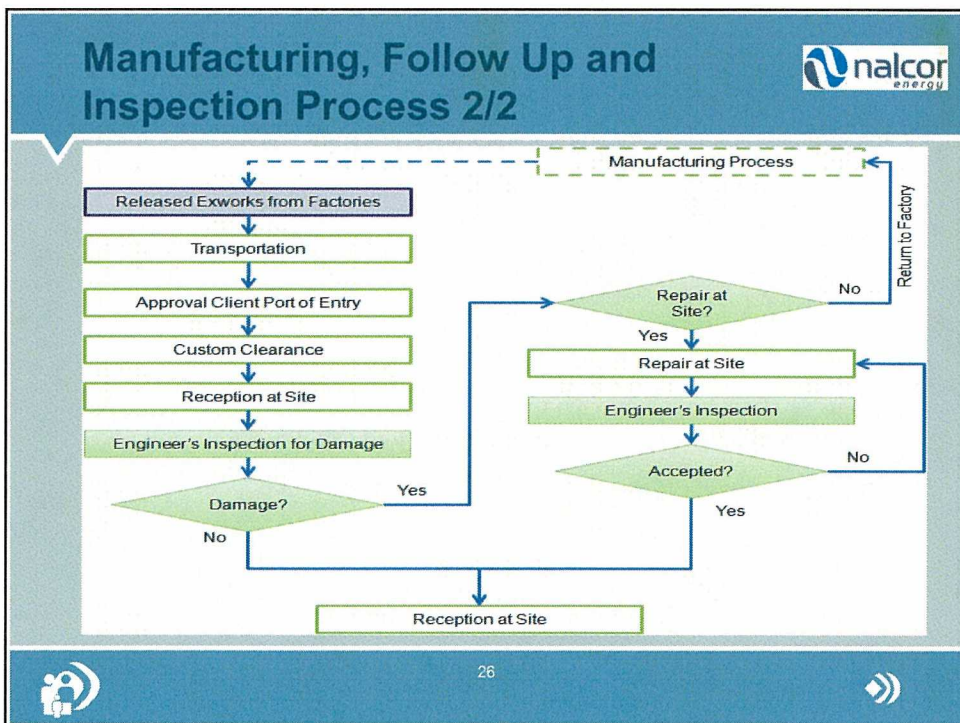 Manufacturing, Follow Up and
Inspection Process 2/2
nalcor
energy
Manufacturing Process
Released Exworks from Factories
Transportation
Approval Client Port of Entry
Custom Clearance
Reception at Site
Engineer's Inspection for Damage
Damage?
Yes
No
Repair at
Site?
No
Return to Factory
Yes
Repair at Site
Engineer's Inspection
Accepted?
No
Yes
Reception at Site
26